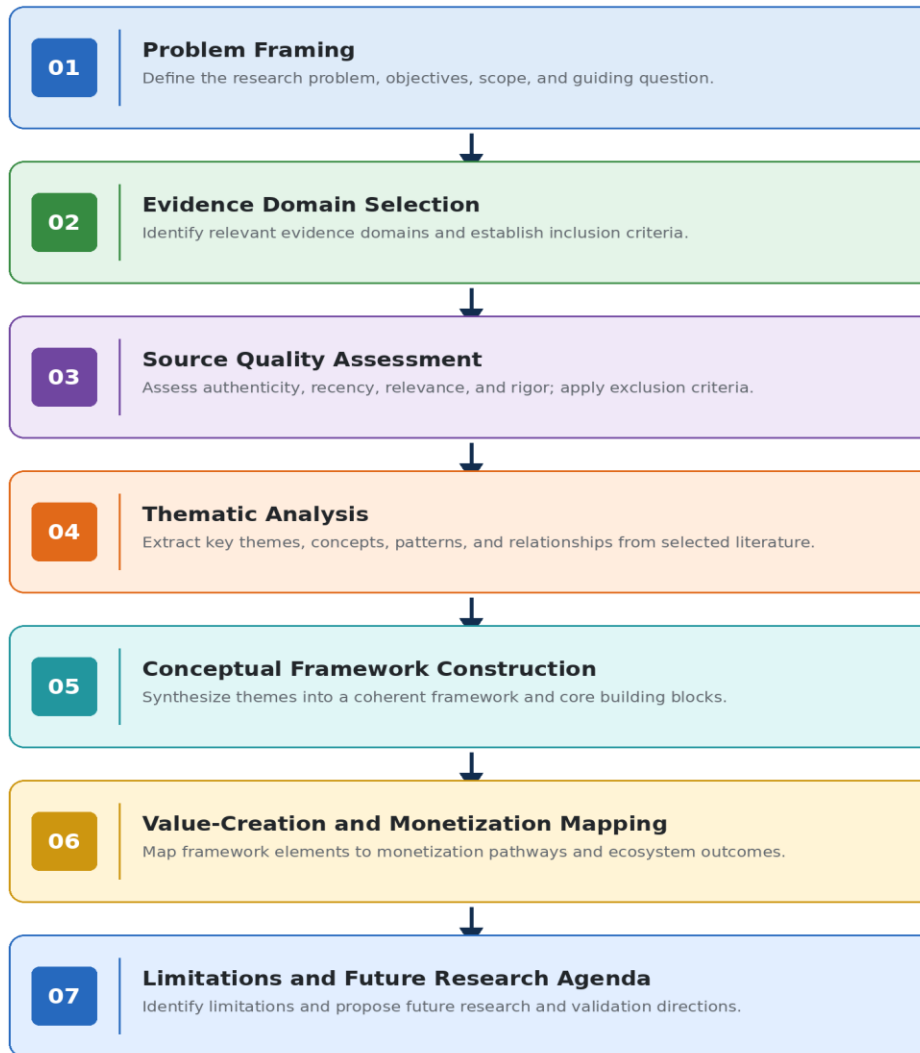 01
Problem Framing
Define the research problem, objectives, scope, and guiding question.
02
Evidence Domain Selection
Identify relevant evidence domains and establish inclusion criteria.
03
Source Quality Assessment
Assess authenticity, recency, relevance, and rigor; apply exclusion criteria.
04
Thematic Analysis
Extract key themes, concepts, patterns, and relationships from selected literature.
05
Conceptual Framework Construction
Synthesize themes into a coherent framework and core building blocks.
06
Value-Creation and Monetization Mapping
Map framework elements to monetization pathways and ecosystem outcomes.
07
Limitations and Future Research Agenda
Identify limitations and propose future research and validation directions.